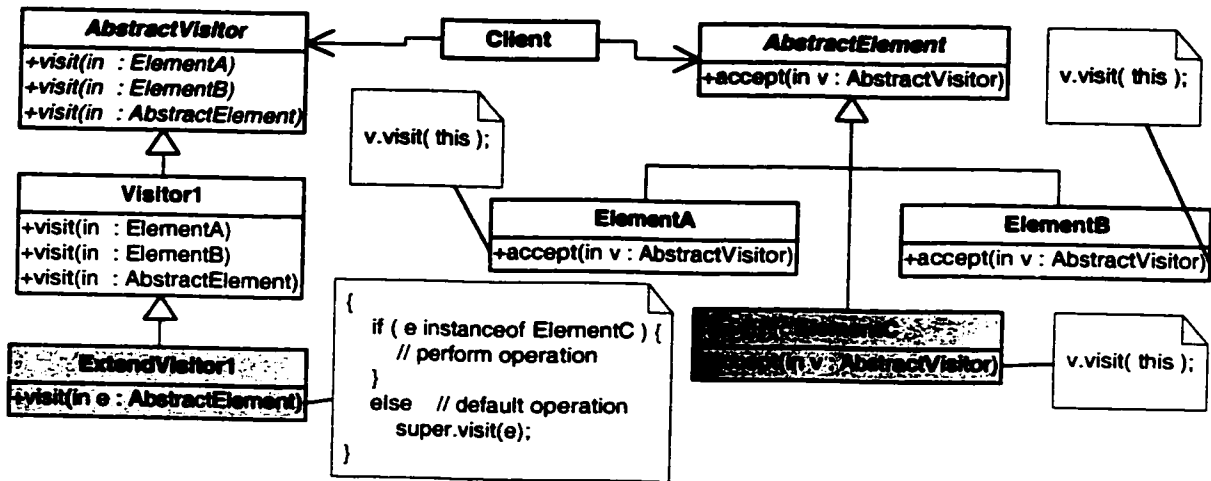 AbstractVisitor
+visit(in : ElementA)
+visit(in : ElementB)
+visit(in : AbstractElement)
Client
AbstractElement
+accept(in v : AbstractVisitor)
v.visit( this );
v.visit( this );
Visitor1
+visit(in : ElementA)
+visit(in : ElementB)
+visit(in : AbstractElement)
ElementA
+accept(in v : AbstractVisitor)
ElementB
+accept(in v : AbstractVisitor)
ExtendVisitor1
+visit(in e : AbstractElement)
{
if ( e instanceof ElementC ) {
// perform operation
}
else // default operation
super.visit(e);
}
v : AbstractVisitor)
v.visit( this );